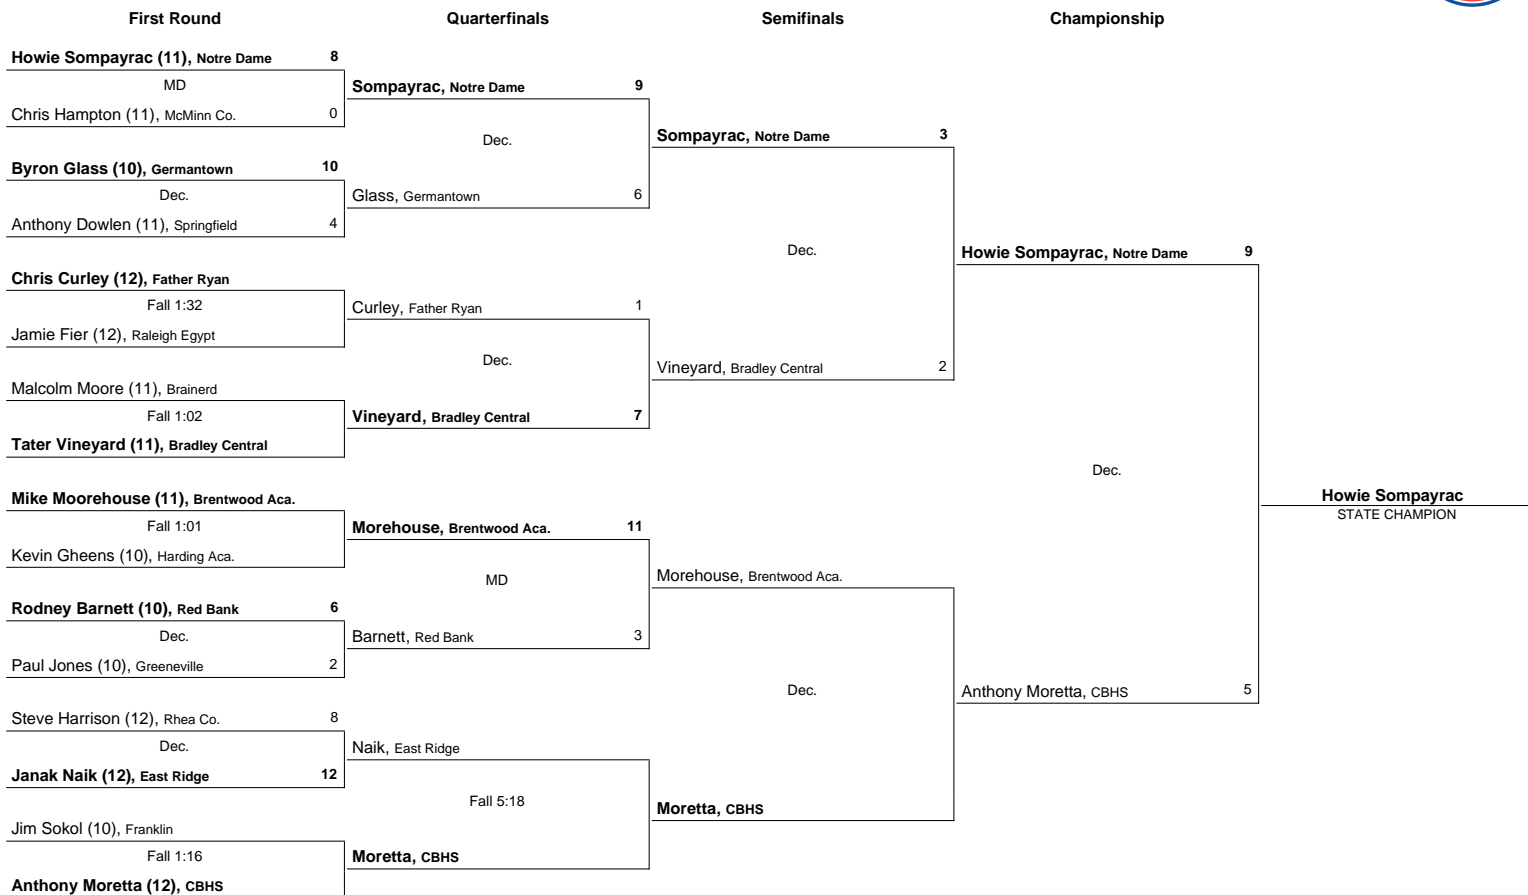 First Round Quarterfinals Semifinals Championship
Howie Sompayrac (11), Notre Dame 8
MD
Chris Hampton (11), McMinn Co. 0
Byron Glass (10), Germantown 10
Dec.
Anthony Dowlen (11), Springfield 4
Chris Curley (12), Father Ryan
Fall 1:32
Jamie Fier (12), Raleigh Egypt
Malcolm Moore (11), Brainerd
Fall 1:02
Tater Vineyard (11), Bradley Central
Mike Moorehouse (11), Brentwood Aca.
Fall 1:01
Kevin Gheens (10), Harding Aca.
Rodney Barnett (10), Red Bank 6
Dec.
Paul Jones (10), Greeneville 2
Steve Harrison (12), Rhea Co. 8
Dec.
Janak Naik (12), East Ridge 12
Jim Sokol (10), Franklin
Fall 1:16
Anthony Moretta (12), CBHS
Sompayrac, Notre Dame 9
Dec.
Glass, Germantown 6
Curley, Father Ryan 1
Dec.
Vineyard, Bradley Central 7
Morehouse, Brentwood Aca. 11
MD
Barnett, Red Bank 3
Naik, East Ridge
Fall 5:18
Moretta, CBHS
Sompayrac, Notre Dame 3
Dec.
Vineyard, Bradley Central 2
Morehouse, Brentwood Aca.
Dec.
Moretta, CBHS
Howie Sompayrac, Notre Dame 9
Dec.
Anthony Moretta, CBHS 5
Howie Sompayrac
STATE CHAMPION